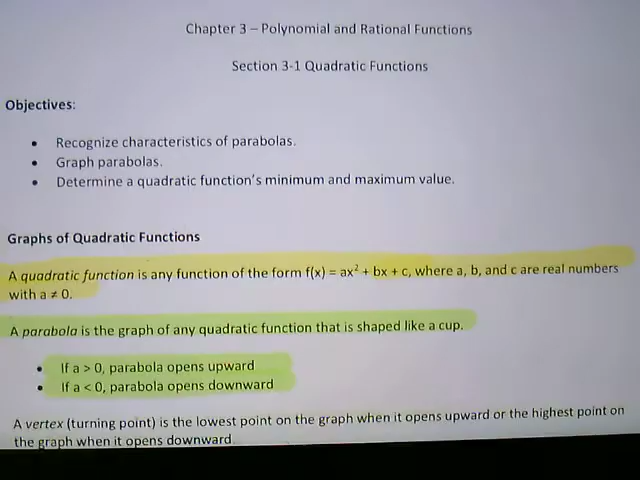 Chapter 3 – Polynomial and Rational Functions
Section 3-1 Quadratic Functions
Objectives:
• Recognize characteristics of parabolas.
• Graph parabolas.
• Determine a quadratic function's minimum and maximum value.
Graphs of Quadratic Functions
A quadratic function is any function of the form f(x) = ax² + bx + c, where a, b, and c are real numbers
with a ≠ 0.
A parabola is the graph of any quadratic function that is shaped like a cup.
• If a > 0, parabola opens upward
• If a < 0, parabola opens downward
A vertex (turning point) is the lowest point on the graph when it opens upward or the highest point on
the graph when it opens downward